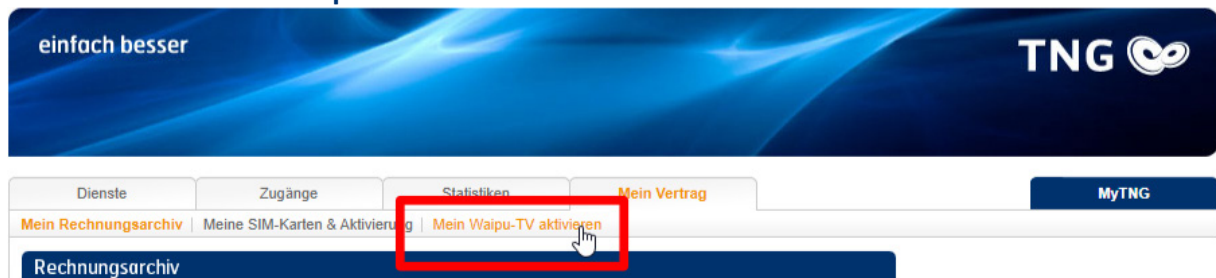 einfach besser
TNG
Dienste
Zugänge
Statistiken
Mein Vertrag
MyTNG
Mein Rechnungsarchiv | Meine SIM-Karten & Aktivierung | Mein Waipu-TV aktivieren
Rechnungsarchiv